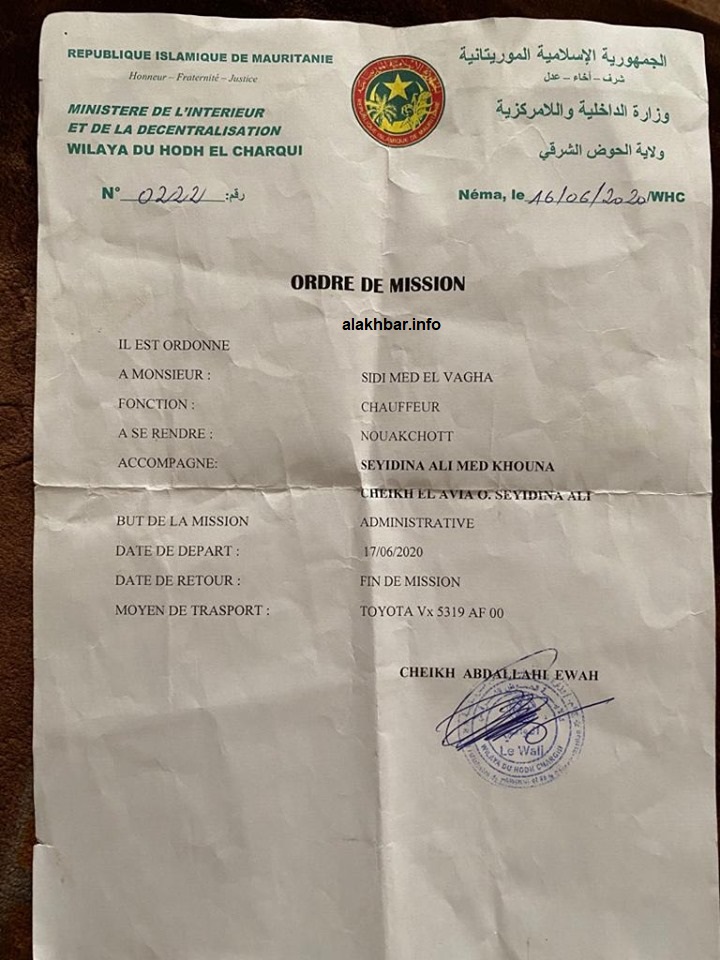 REPUBLIQUE ISLAMIQUE DE MAURITANIE
Honneur – Fraternité – Justice
MINISTERE DE L'INTERIEUR
ET DE LA DECENTRALISATION
WILAYA DU HODH EL CHARQUI
الجمهورية الإسلامية الموريتانية
شرف – أخاء – عدل
وزارة الداخلية واللامركزية
ولاية الحوض الشرقي
REPUBLIQUE ISLAMIQUE DE MAURITANIE
N° 0222 رقم:
Néma, le 16/06/2020/WHC
ORDRE DE MISSION
alakhbar.info
IL EST ORDONNE
A MONSIEUR : SIDI MED EL VAGHA
FONCTION : CHAUFFEUR
A SE RENDRE : NOUAKCHOTT
ACCOMPAGNE: SEYIDINA ALI MED KHOUNA
CHEIKH EL AVIA O. SEYIDINA ALI
BUT DE LA MISSION ADMINISTRATIVE
DATE DE DEPART : 17/06/2020
DATE DE RETOUR : FIN DE MISSION
MOYEN DE TRASPORT : TOYOTA Vx 5319 AF 00
CHEIKH ABDALLAHI EWAH
Le Wali
WILAYA DU HODH CHARGUI